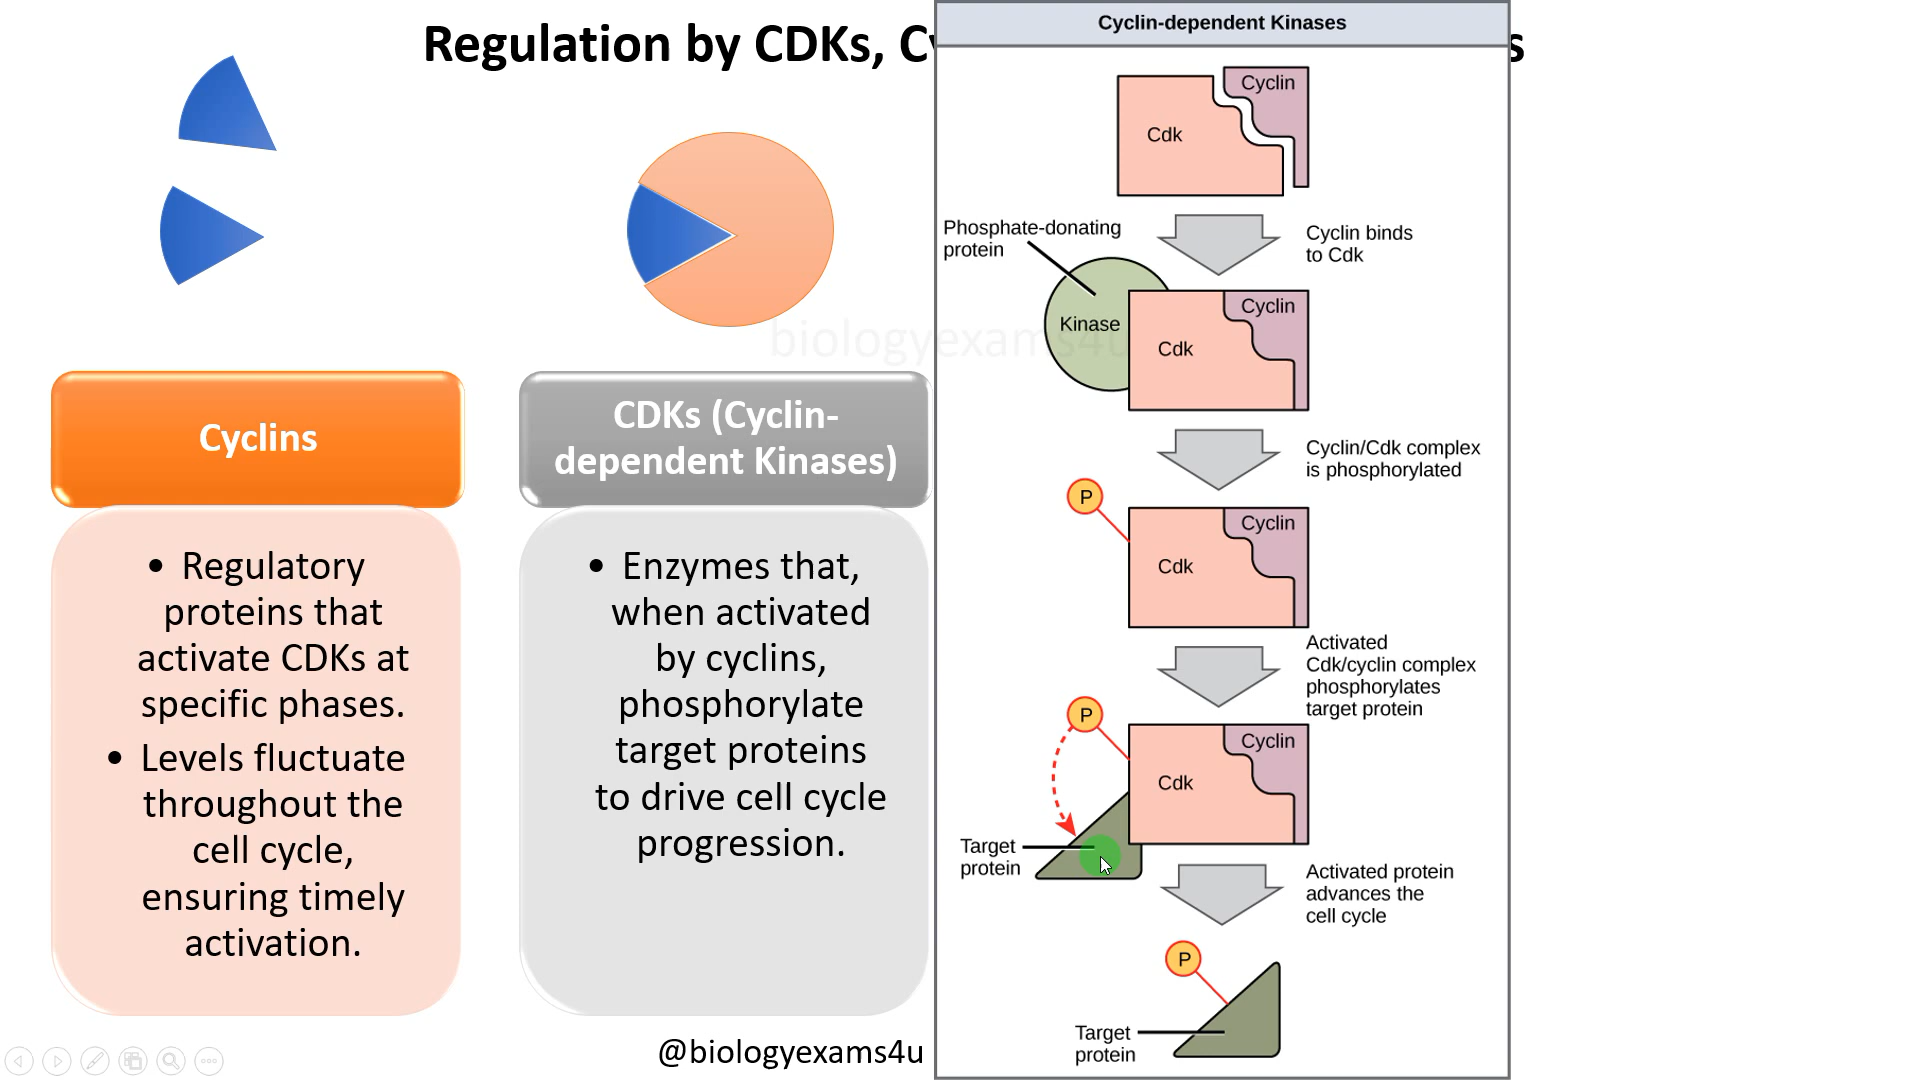 Regulation by CDKs, Cy
s
Cyclins
• Regulatory
proteins that
activate CDKs at
specific phases.
• Levels fluctuate
throughout the
cell cycle,
ensuring timely
activation.
CDKs (Cyclin-
dependent Kinases)
• Enzymes that,
when activated
by cyclins,
phosphorylate
target proteins
to drive cell cycle
progression.
@biologyexams4u
biologyexams4u
Cyclin-dependent Kinases
Cyclin
Cdk
Cyclin binds
to Cdk
Phosphate-donating
protein
Kinase
Cyclin
Cdk
Cyclin/Cdk complex
is phosphorylated
P
Cyclin
Cdk
Activated
Cdk/cyclin complex
phosphorylates
target protein
P
Cyclin
Cdk
Target
protein
Activated protein
advances the
cell cycle
P
Target
protein